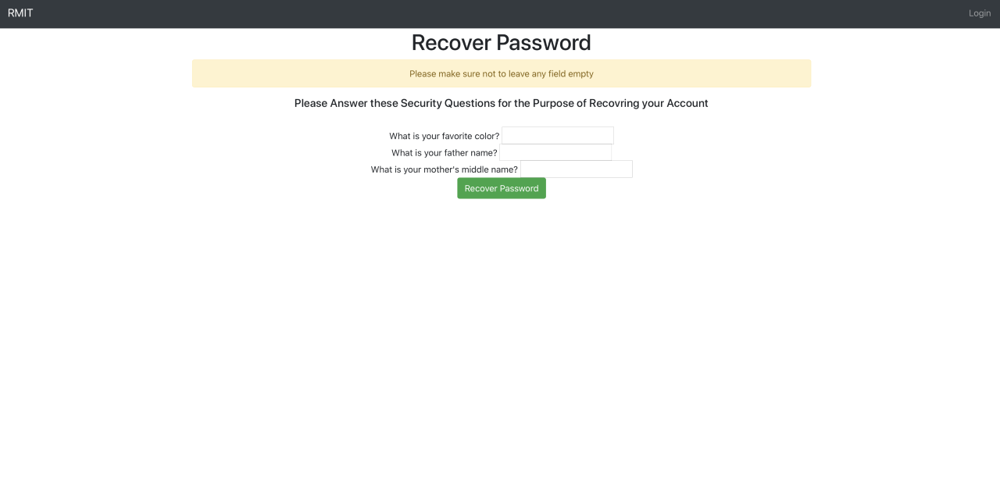 RMIT
Login
Recover Password
Please make sure not to leave any field empty
Please Answer these Security Questions for the Purpose of Recovring your Account
What is your favorite color?
What is your father name?
What is your mother's middle name?
Recover Password